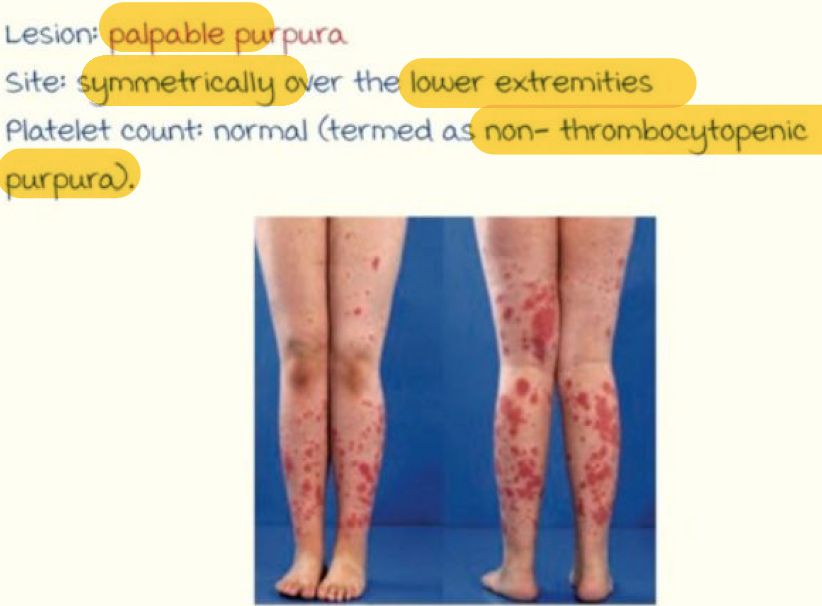 Lesion: palpable purpura
Site: symmetrically over the lower extremities
Platelet count: normal (termed as non- thrombocytopenic
purpura).